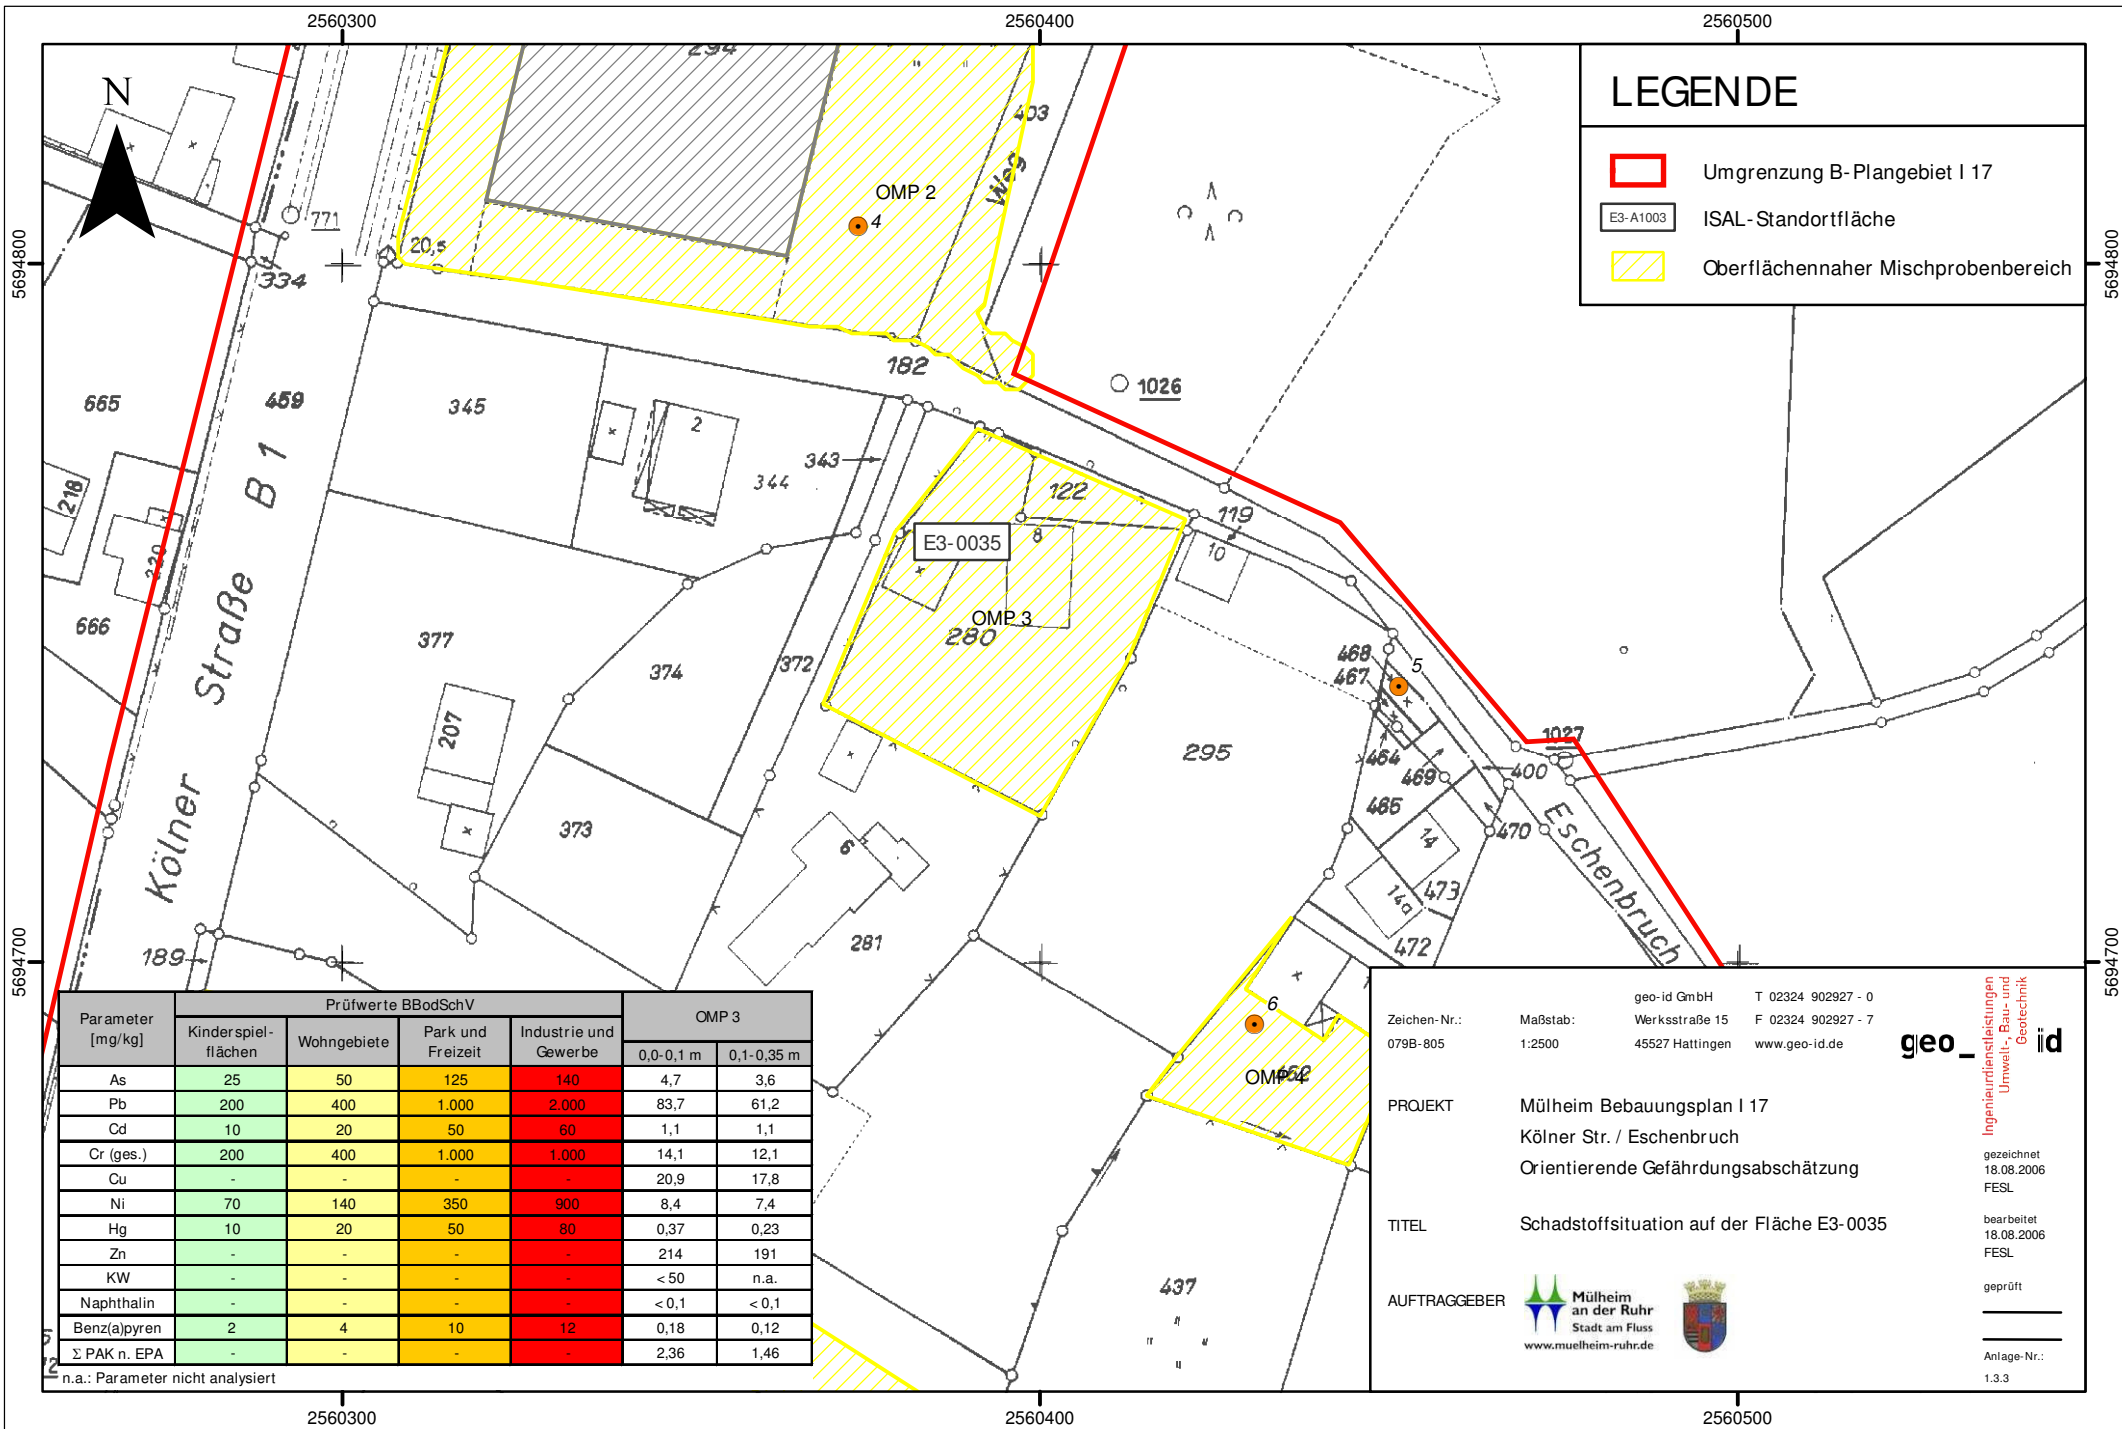 2560300 2560400 2560500
5694800
5694700
5694800
5694700
N
294
403
Weg
OMP 2
4
771
20,5
334
182
1026
665
459
345
2
343
344
122
119
E3-0035
8
10
218
220
OMP 3
280
666
377
374
372
468
467
5
207
295
1027
464
469
400
465
470
373
6
14
14a
473
472
281
189
Kölner Straße B 1
Eschenbruch
6
OMP 4
437
LEGENDE
Umgrenzung B-Plangebiet I 17
E3-A1003 ISAL-Standortfläche
Oberflächennaher Mischprobenbereich
Parameter [mg/kg] Prüfwerte BBodSchV OMP 3
Kinderspiel-flächen Wohngebiete Park und Freizeit Industrie und Gewerbe 0,0-0,1 m 0,1-0,35 m
As 25 50 125 140 4,7 3,6
Pb 200 400 1.000 2.000 83,7 61,2
Cd 10 20 50 60 1,1 1,1
Cr (ges.) 200 400 1.000 1.000 14,1 12,1
Cu - - - - 20,9 17,8
Ni 70 140 350 900 8,4 7,4
Hg 10 20 50 80 0,37 0,23
Zn - - - - 214 191
KW - - - - < 50 n.a.
Naphthalin - - - - < 0,1 < 0,1
Benz(a)pyren 2 4 10 12 0,18 0,12
Σ PAK n. EPA - - - - 2,36 1,46
n.a.: Parameter nicht analysiert
Zeichen-Nr.:
079B-805
Maßstab:
1:2500
geo-id GmbH
Werksstraße 15
45527 Hattingen
T 02324 902927 - 0
F 02324 902927 - 7
www.geo-id.de
geo_id
Ingenieurdienstleistungen
Umwelt-, Bau- und
Geotechnik
PROJEKT Mülheim Bebauungsplan I 17
Kölner Str. / Eschenbruch
Orientierende Gefährdungsabschätzung
TITEL Schadstoffsituation auf der Fläche E3-0035
AUFTRAGGEBER
Mülheim
an der Ruhr
Stadt am Fluss
www.muelheim-ruhr.de
gezeichnet
18.08.2006
FESL
bearbeitet
18.08.2006
FESL
geprüft
Anlage-Nr.:
1.3.3
2560300 2560400 2560500